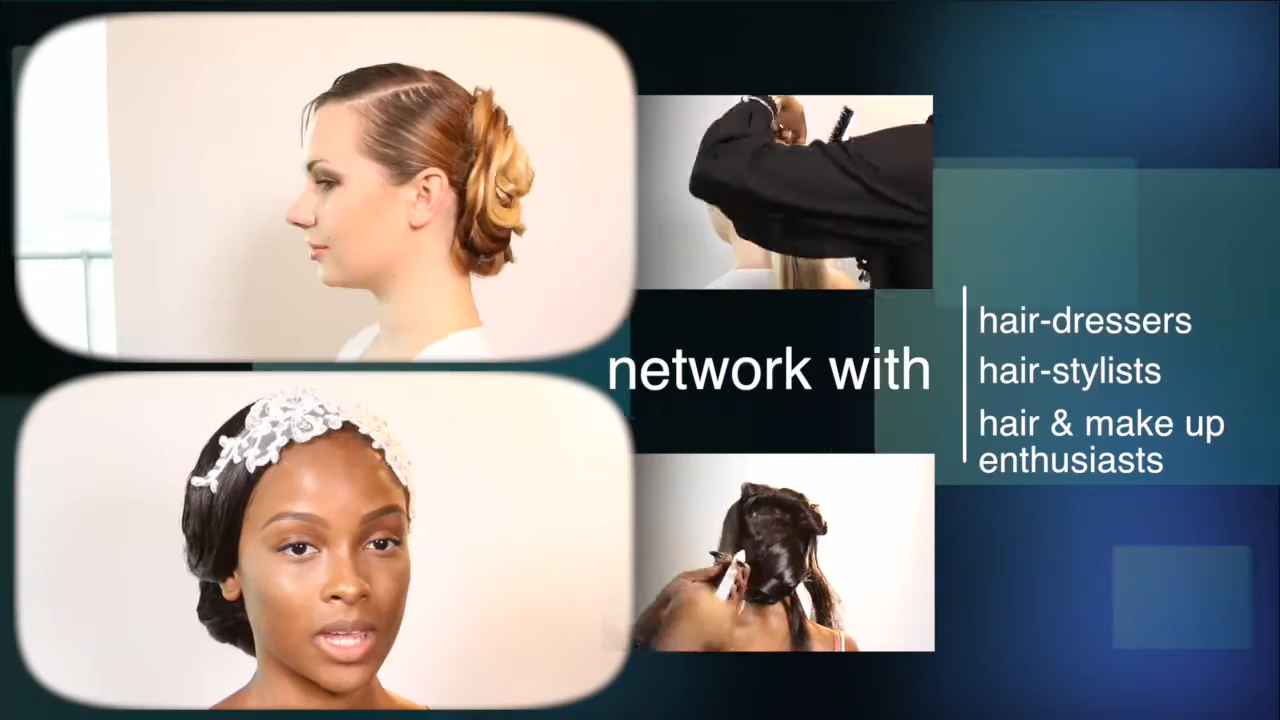 network with
hair-dressers
hair-stylists
hair & make up
enthusiasts